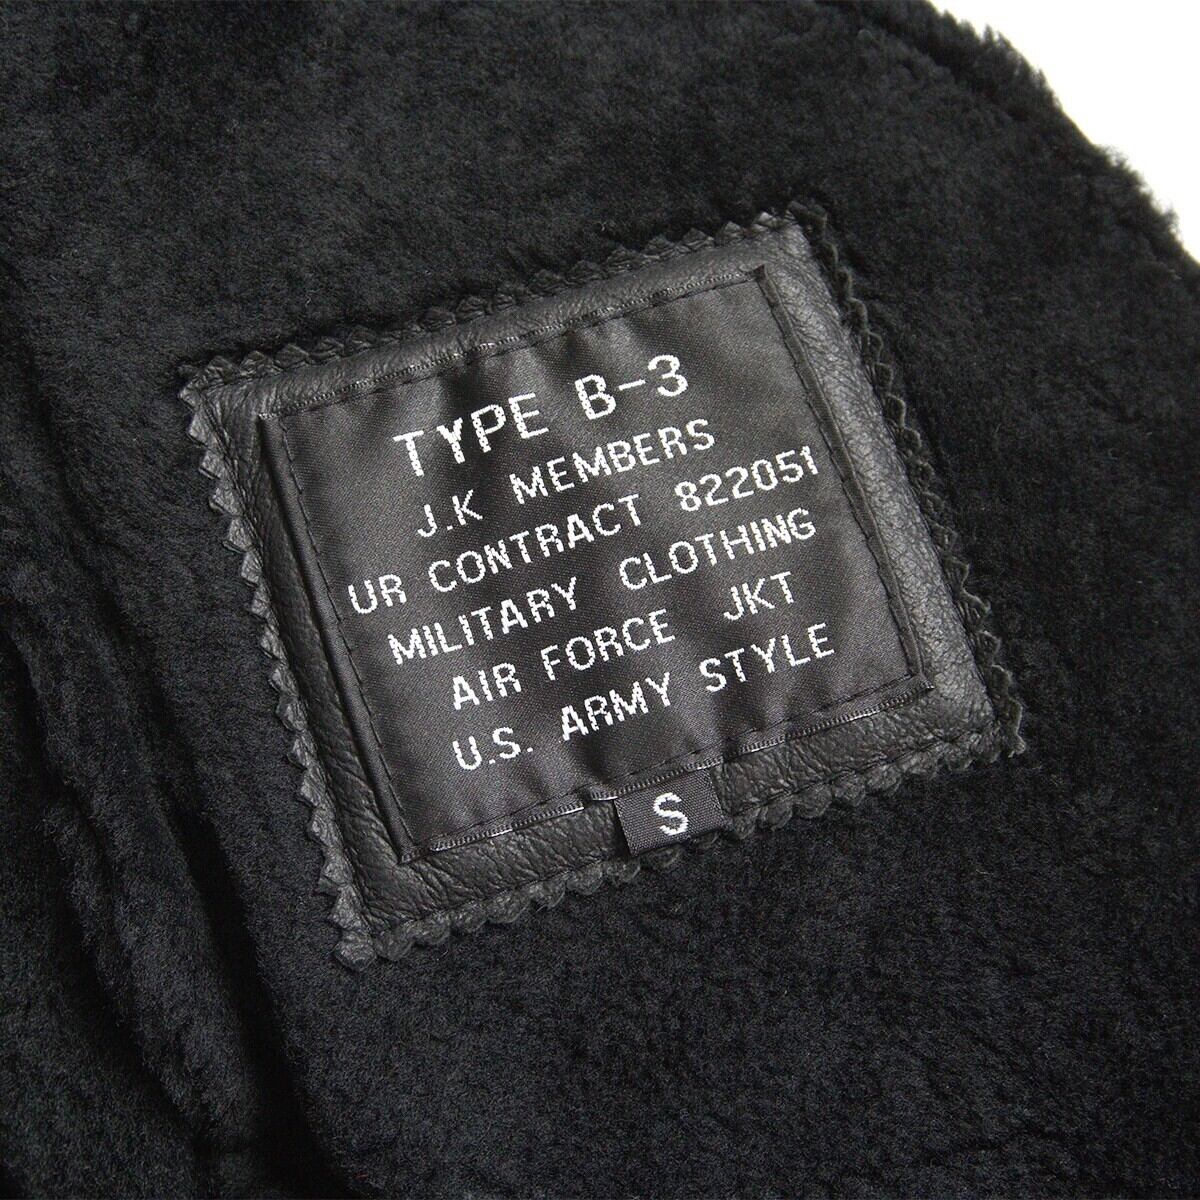 TYPE B-3
J.K MEMBERS
UR CONTRACT 822051
MILITARY CLOTHING
AIR FORCE JKT
U.S. ARMY STYLE
S